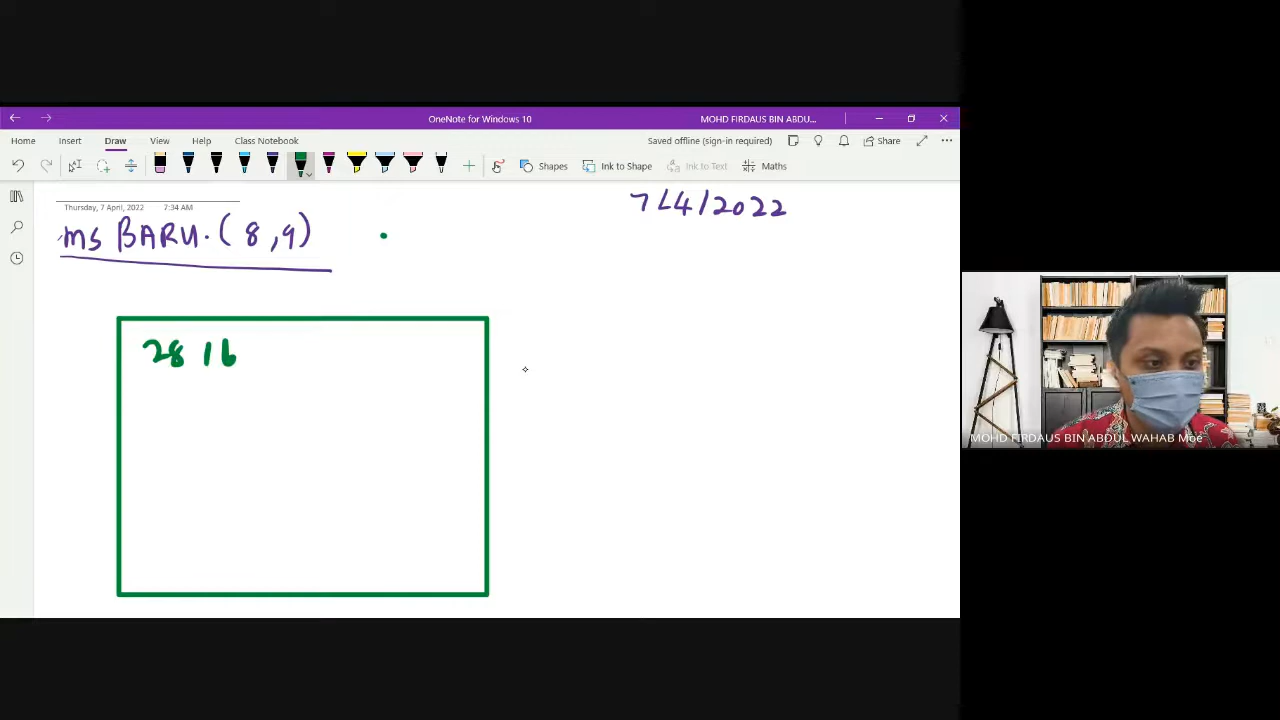 OneNote for Windows 10
MOHD FIRDAUS BIN ABDU...
Home Insert Draw View Help Class Notebook
Saved offline (sign-in required)
Share
Shapes Ink to Shape Ink to Text Maths
Thursday, 7 April, 2022 7:34 AM
7/4/2022
MS BARU. (8,9)
28 16
MOHD FIRDAUS BIN ABDUL WAHAB Moe